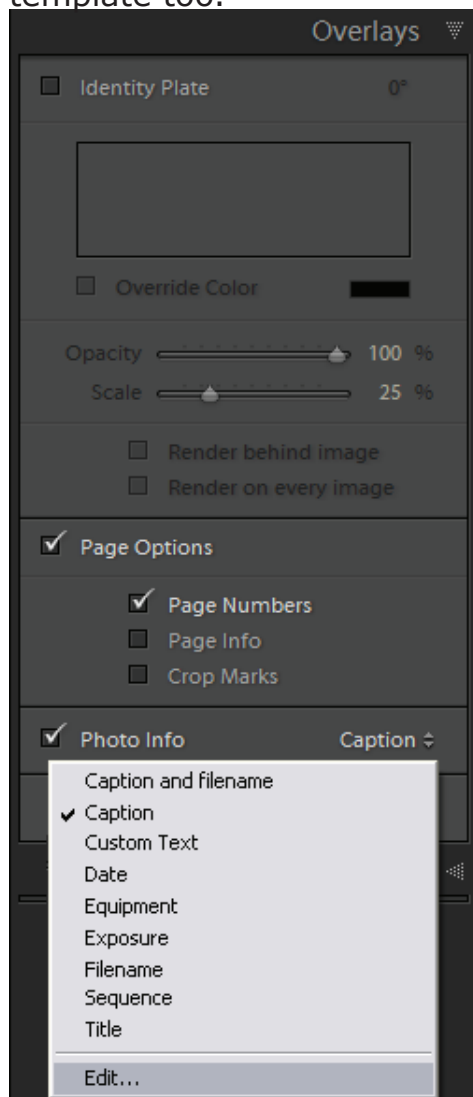 template too.
Overlays
Identity Plate 0°
Override Color
Opacity 100 %
Scale 25 %
Render behind image
Render on every image
Page Options
Page Numbers
Page Info
Crop Marks
Photo Info Caption
Caption and filename
Caption
Custom Text
Date
Equipment
Exposure
Filename
Sequence
Title
Edit...